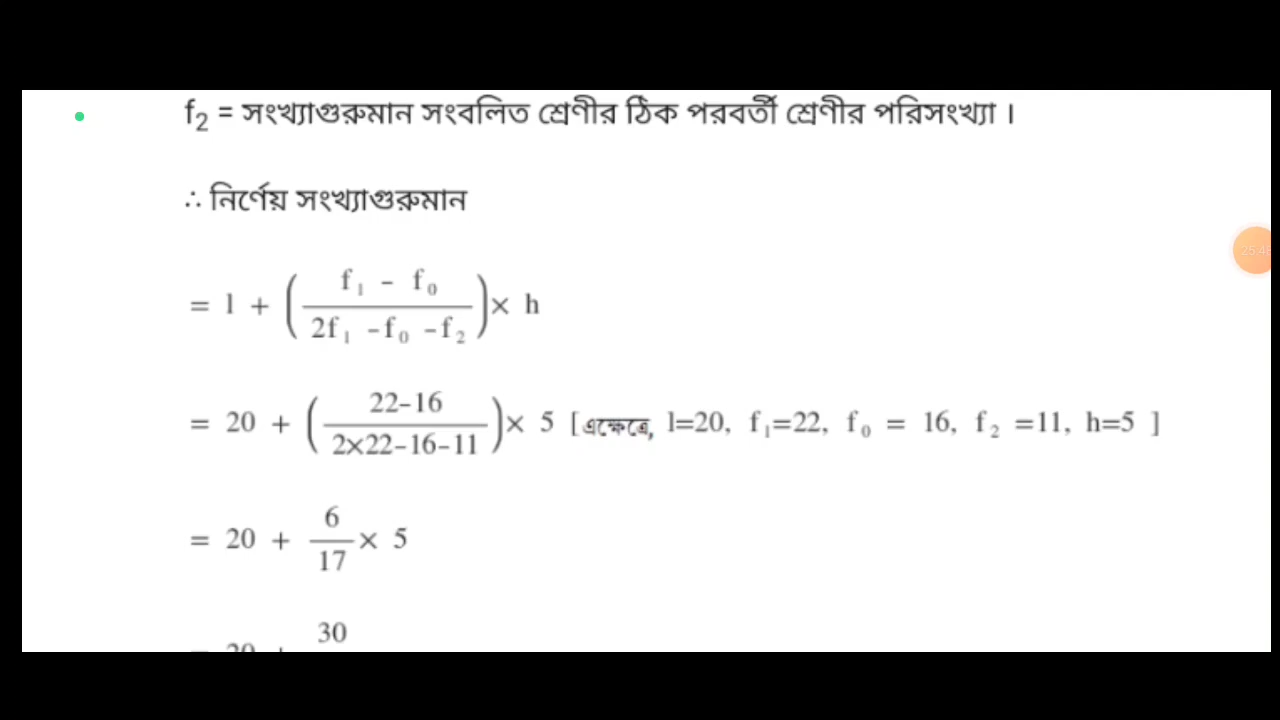 f₂ = সংখ্যাগুরুমান সংবলিত শ্রেণীর ঠিক পরবর্তী শ্রেণীর পরিসংখ্যা ।
∴ নির্ণেয় সংখ্যাগুরুমান
= l + ( (f₁ - f₀) / (2f₁ -f₀ -f₂) ) × h
= 20 + ( (22-16) / (2×22-16-11) ) × 5 [এক্ষেত্রে, l=20, f₁=22, f₀ = 16, f₂ =11, h=5 ]
= 20 + 6/17 × 5
= 20 + 30